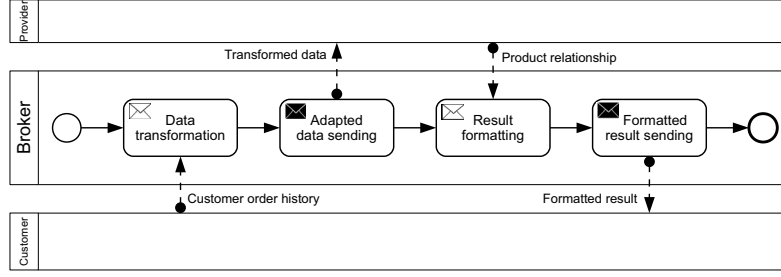 Provider
Transformed data
Product relationship
Broker
Data
transformation
Adapted
data sending
Result
formatting
Formatted
result sending
Customer order history
Formatted result
Customer